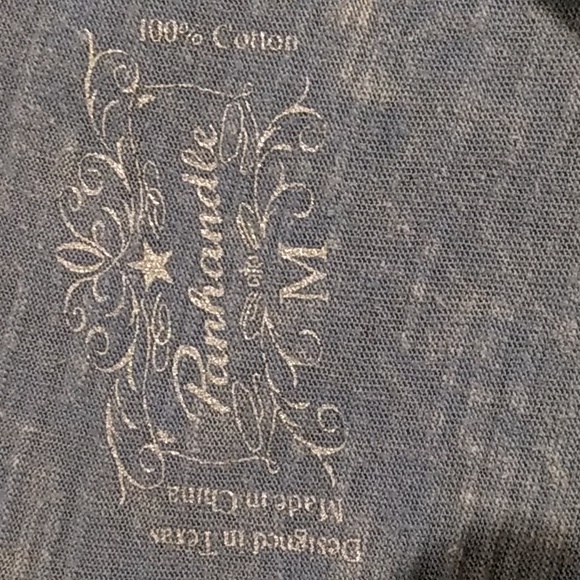 100% Cotton
Panhandle
M
Made in China
Designed in Texas